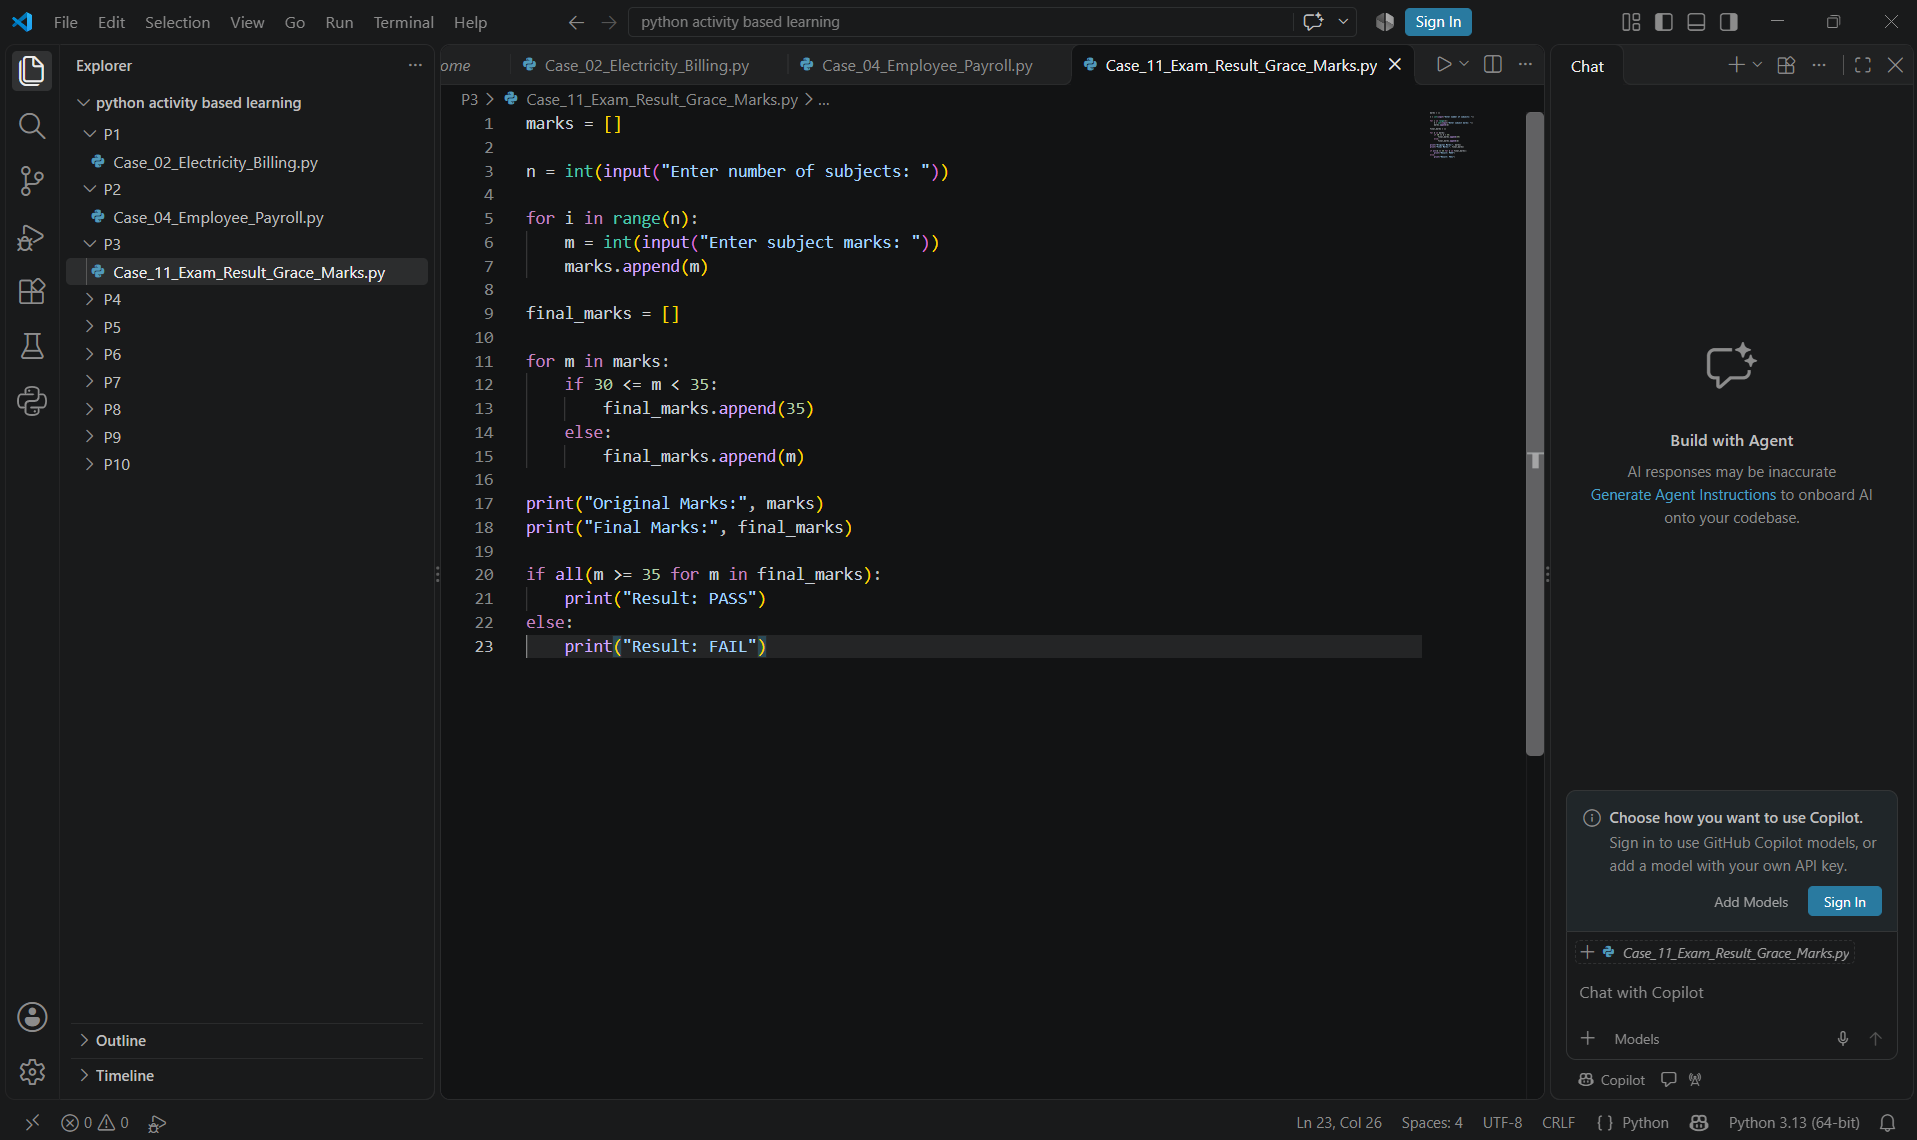 File Edit Selection View Go Run Terminal Help
python activity based learning
Sign In
Explorer
python activity based learning
P1
Case_02_Electricity_Billing.py
P2
Case_04_Employee_Payroll.py
P3
Case_11_Exam_Result_Grace_Marks.py
P4
P5
P6
P7
P8
P9
P10
Outline
Timeline
ome
Case_02_Electricity_Billing.py
Case_04_Employee_Payroll.py
Case_11_Exam_Result_Grace_Marks.py
P3 > Case_11_Exam_Result_Grace_Marks.py > ...
1 marks = []
2
3 n = int(input("Enter number of subjects: "))
4
5 for i in range(n):
6     m = int(input("Enter subject marks: "))
7     marks.append(m)
8
9 final_marks = []
10
11 for m in marks:
12     if 30 <= m < 35:
13         final_marks.append(35)
14     else:
15         final_marks.append(m)
16
17 print("Original Marks:", marks)
18 print("Final Marks:", final_marks)
19
20 if all(m >= 35 for m in final_marks):
21     print("Result: PASS")
22 else:
23     print("Result: FAIL")
Chat
Build with Agent
AI responses may be inaccurate
Generate Agent Instructions to onboard AI
onto your codebase.
Choose how you want to use Copilot.
Sign in to use GitHub Copilot models, or
add a model with your own API key.
Add Models
Sign In
Case_11_Exam_Result_Grace_Marks.py
Chat with Copilot
Models
Copilot
0 0
Ln 23, Col 26
Spaces: 4
UTF-8
CRLF
{ } Python
Python 3.13 (64-bit)